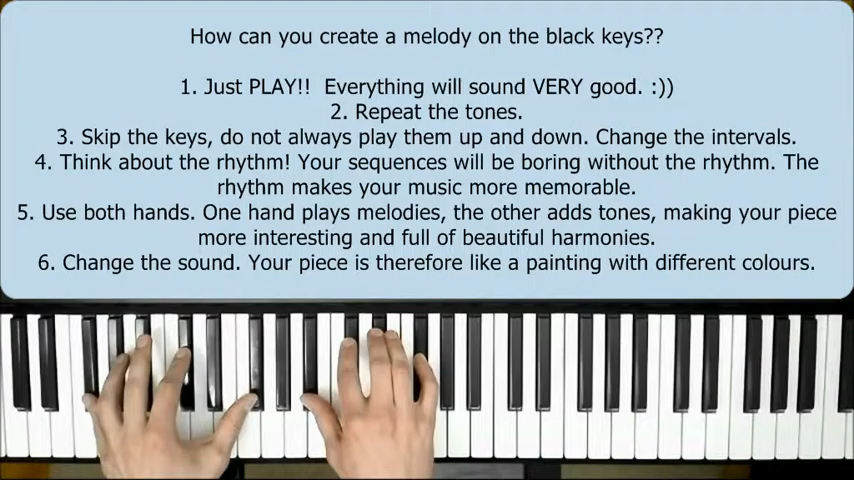 How can you create a melody on the black keys??
1. Just PLAY!!  Everything will sound VERY good. :))
2. Repeat the tones.
3. Skip the keys, do not always play them up and down. Change the intervals.
4. Think about the rhythm! Your sequences will be boring without the rhythm. The
rhythm makes your music more memorable.
5. Use both hands. One hand plays melodies, the other adds tones, making your piece
more interesting and full of beautiful harmonies.
6. Change the sound. Your piece is therefore like a painting with different colours.